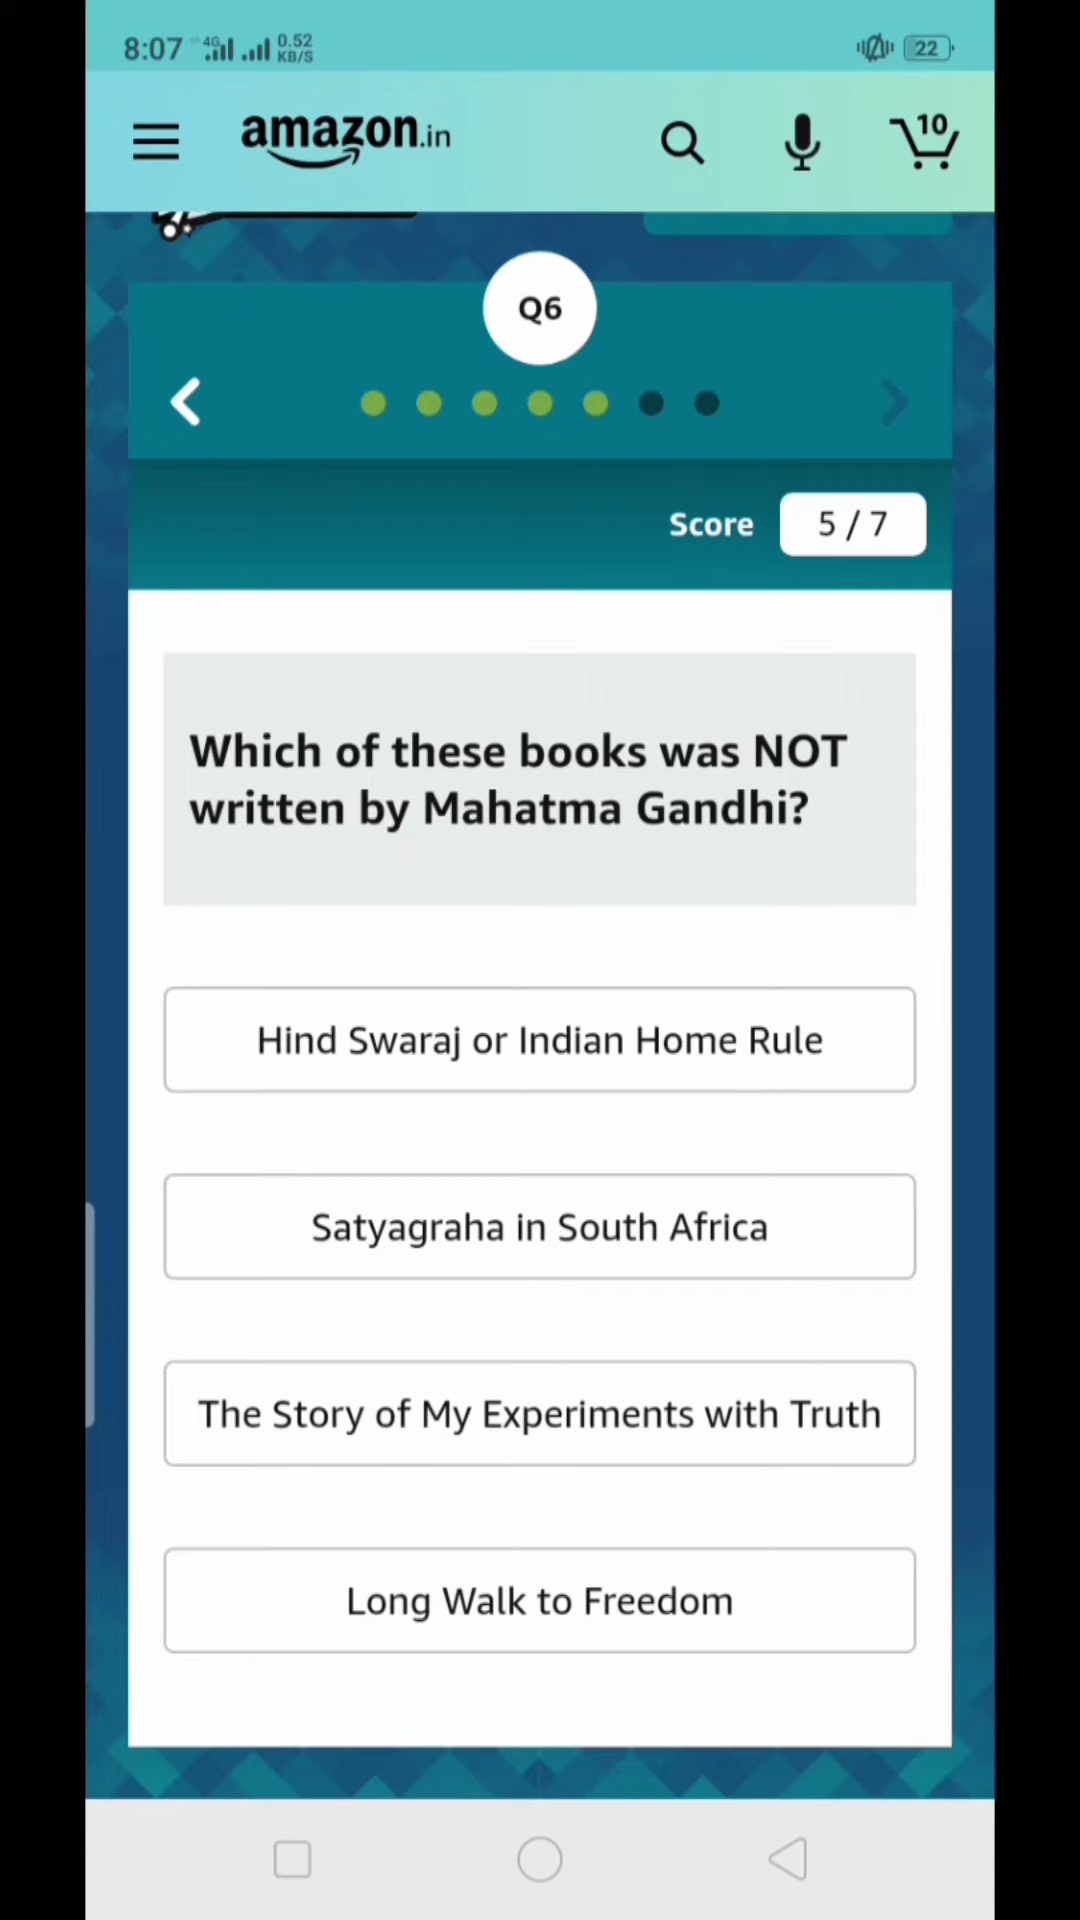 8:07 4G 0.52 KB/S 22
amazon.in 10
Q6
Score 5 / 7
Which of these books was NOT
written by Mahatma Gandhi?
Hind Swaraj or Indian Home Rule
Satyagraha in South Africa
The Story of My Experiments with Truth
Long Walk to Freedom